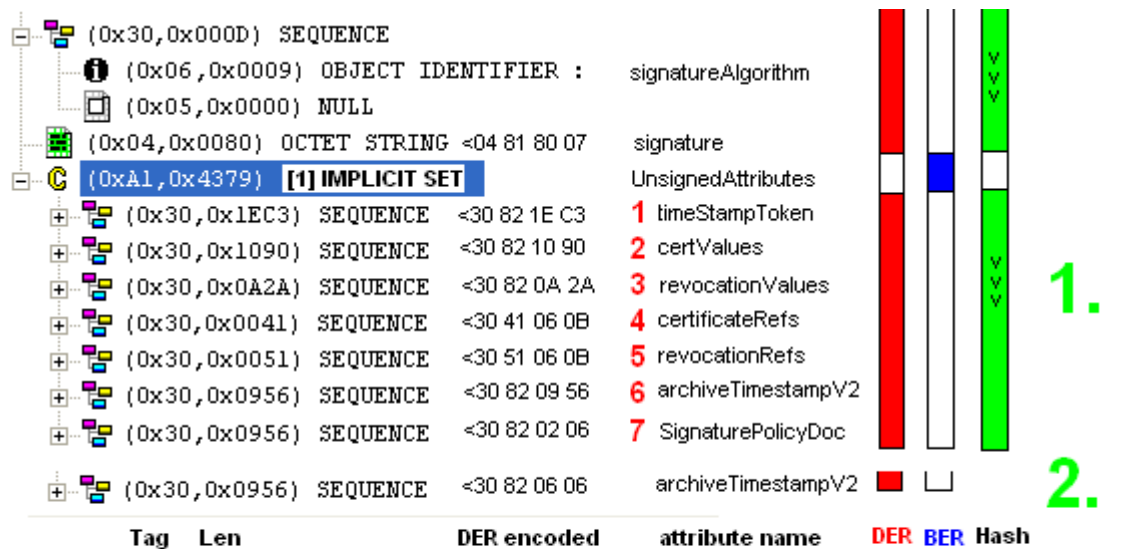 (0x30,0x000D) SEQUENCE
(0x06,0x0009) OBJECT IDENTIFIER : signatureAlgorithm
(0x05,0x0000) NULL
(0x04,0x0080) OCTET STRING <04 81 80 07 signature
(0xA1,0x4379) [1] IMPLICIT SET UnsignedAttributes
(0x30,0x1EC3) SEQUENCE <30 82 1E C3 1 timeStampToken
(0x30,0x1090) SEQUENCE <30 82 10 90 2 certValues
(0x30,0x0A2A) SEQUENCE <30 82 0A 2A 3 revocationValues
(0x30,0x0041) SEQUENCE <30 41 06 0B 4 certificateRefs
(0x30,0x0051) SEQUENCE <30 51 06 0B 5 revocationRefs
(0x30,0x0956) SEQUENCE <30 82 09 56 6 archiveTimestampV2
(0x30,0x0956) SEQUENCE <30 82 02 06 7 SignaturePolicyDoc
(0x30,0x0956) SEQUENCE <30 82 06 06 archiveTimestampV2
Tag Len DER encoded attribute name DER BER Hash
>>>
>>>
1.
2.